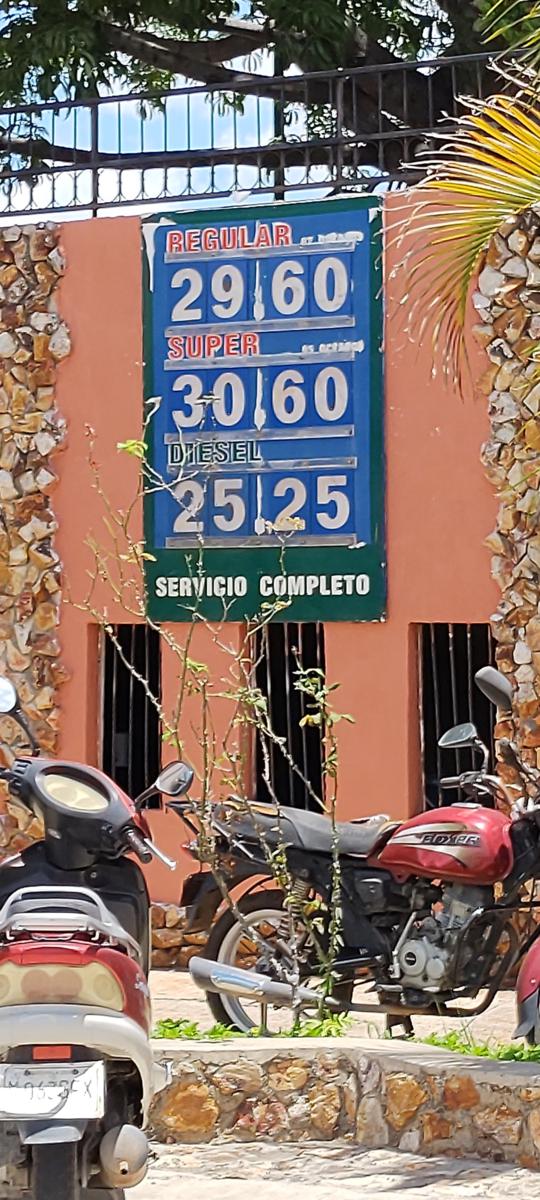 REGULAR
29.60
SUPER
30.60
DIESEL
25.25
SERVICIO COMPLETO
BOXER